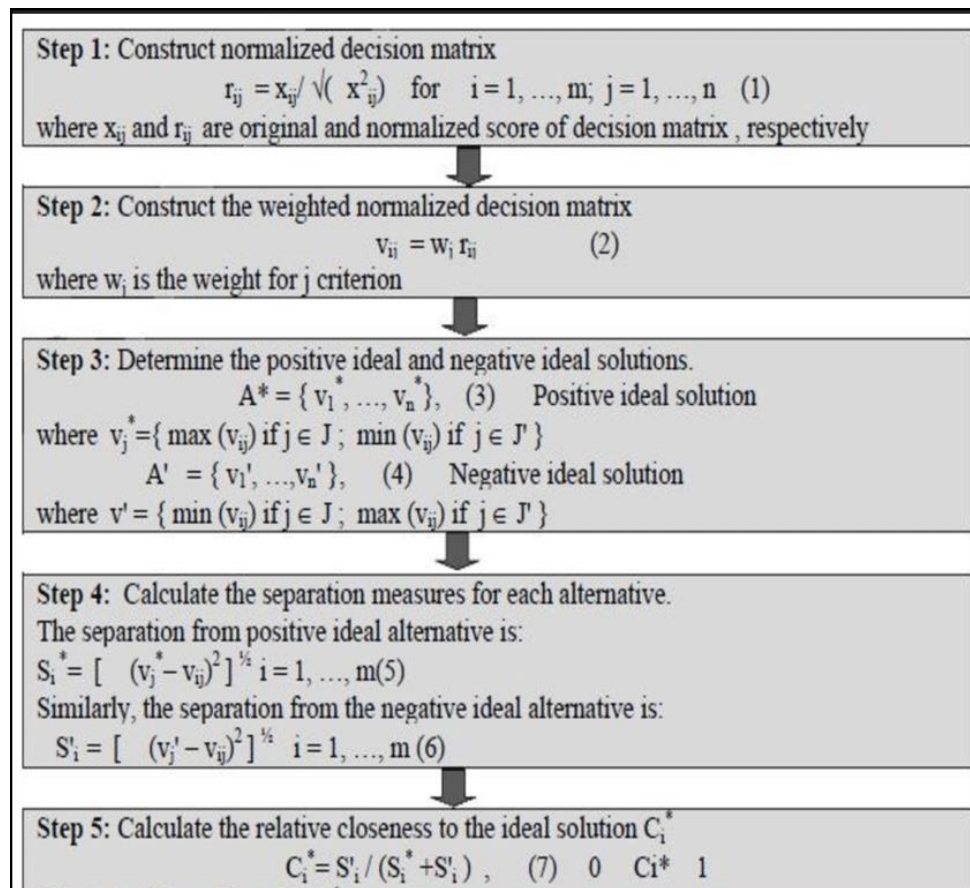 Step 1: Construct normalized decision matrix
r_ij = x_ij/ √( x²_ij) for i = 1, …, m; j = 1, …, n (1)
where x_ij and r_ij are original and normalized score of decision matrix , respectively
Step 2: Construct the weighted normalized decision matrix
v_ij = w_j r_ij (2)
where w_j is the weight for j criterion
Step 3: Determine the positive ideal and negative ideal solutions.
A* = { v₁*, …, v_n*}, (3) Positive ideal solution
where v_j*={ max (v_ij) if j ∈ J ; min (v_ij) if j ∈ J' }
A' = { v₁', …,v_n' }, (4) Negative ideal solution
where v' = { min (v_ij) if j ∈ J ; max (v_ij) if j ∈ J' }
Step 4: Calculate the separation measures for each alternative.
The separation from positive ideal alternative is:
S_i* = [ (v_j*– v_ij)² ] ^½ i = 1, …, m(5)
Similarly, the separation from the negative ideal alternative is:
S'_i = [ (v_j' – v_ij)² ] ^½ i = 1, …, m (6)
Step 5: Calculate the relative closeness to the ideal solution C_i*
C_i* = S'_i / (S_i* +S'_i ) , (7) 0 Ci* 1